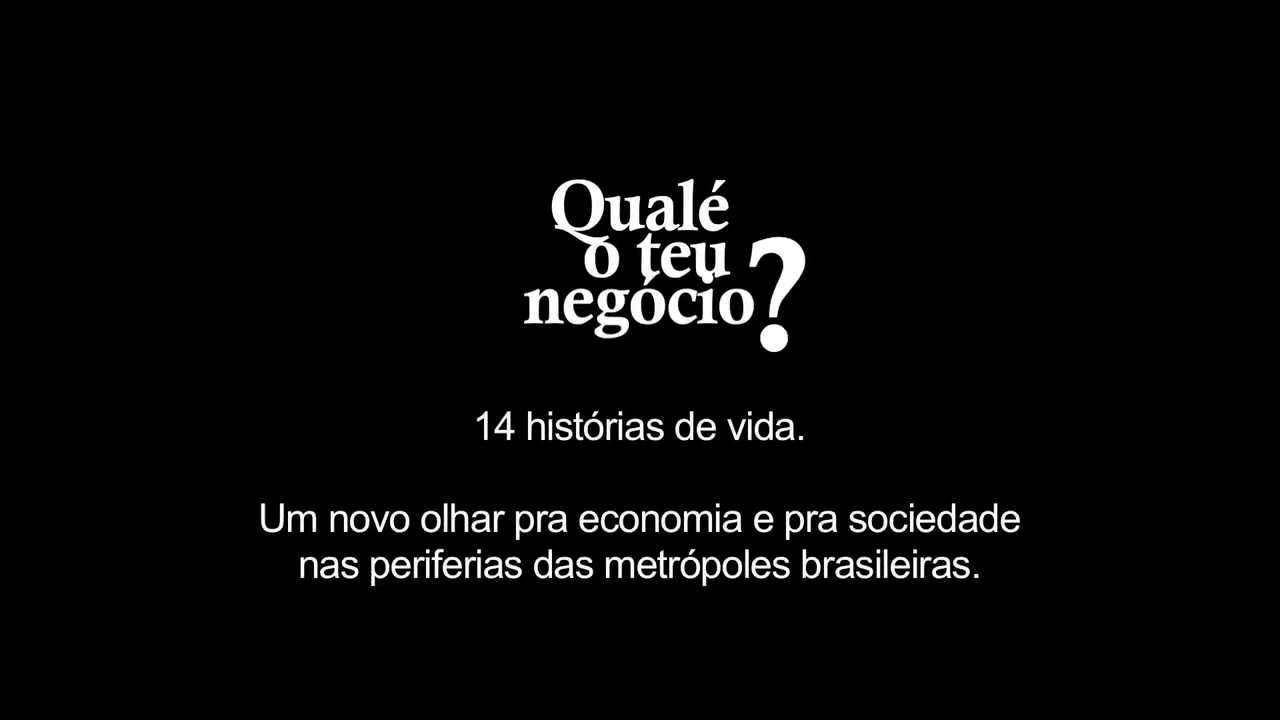 Qualé
o teu
negócio?
14 histórias de vida.
Um novo olhar pra economia e pra sociedade
nas periferias das metrópoles brasileiras.